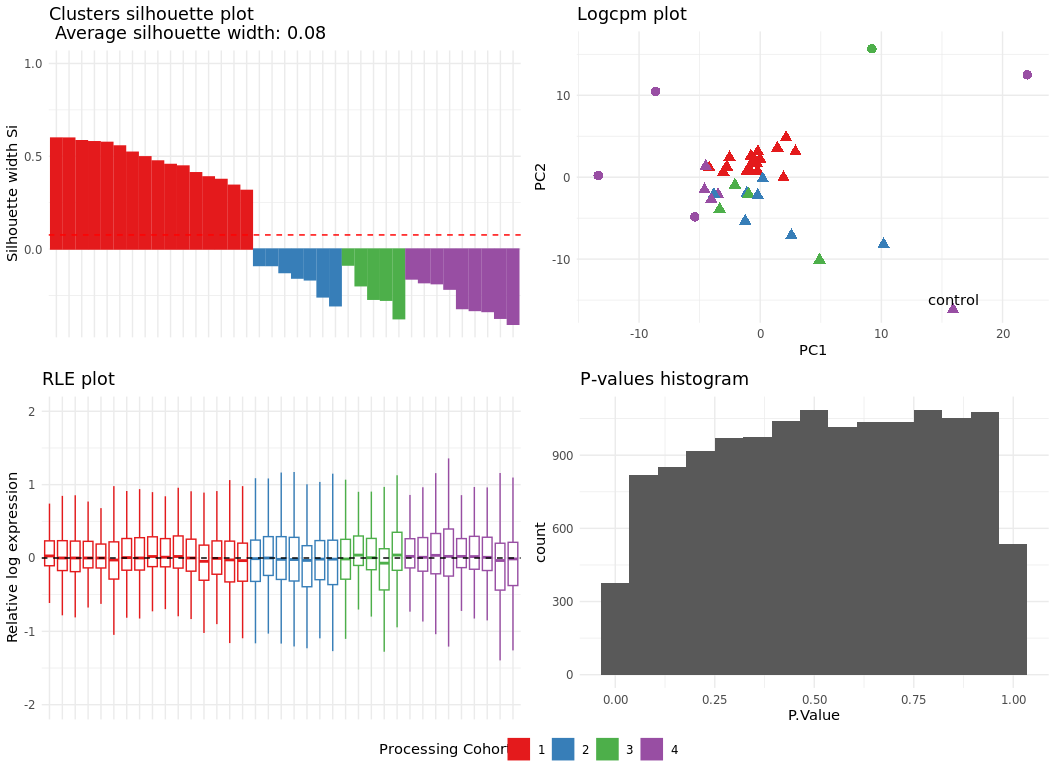 Clusters silhouette plot
Average silhouette width: 0.08
Silhouette width Si
1.0
0.5
0.0
Logcpm plot
PC2
10
0
-10
control
-10
0
10
20
PC1
RLE plot
Relative log expression
2
1
0
-1
-2
P-values histogram
count
900
600
300
0
0.00
0.25
0.50
0.75
1.00
P.Value
Processing Cohort
1
2
3
4